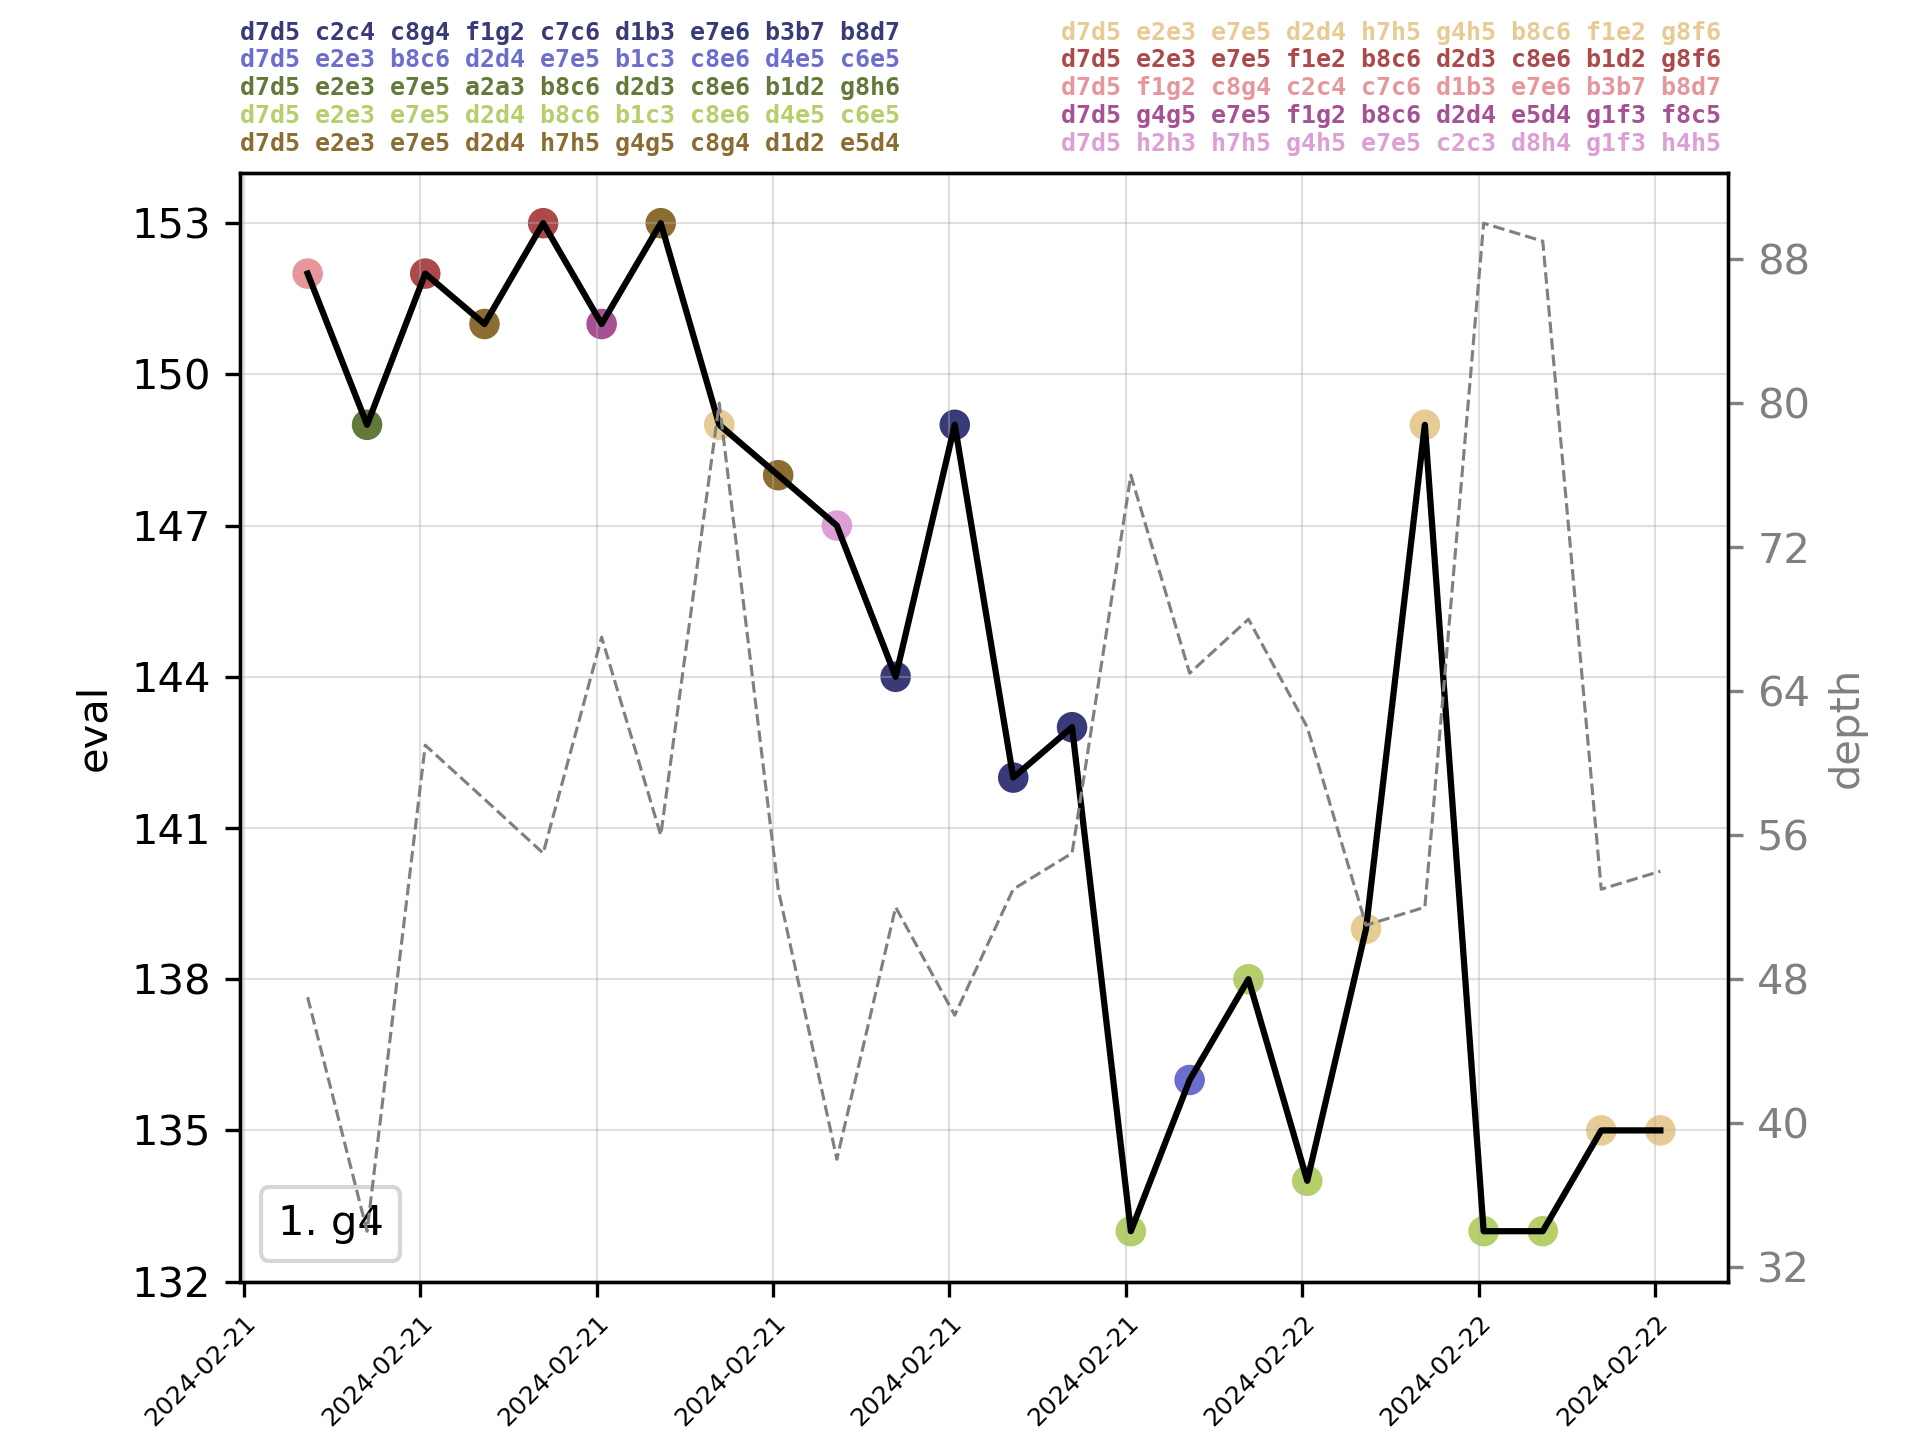 d7d5 c2c4 c8g4 f1g2 c7c6 d1b3 e7e6 b3b7 b8d7
d7d5 e2e3 b8c6 d2d4 e7e5 b1c3 c8e6 d4e5 c6e5
d7d5 e2e3 e7e5 a2a3 b8c6 d2d3 c8e6 b1d2 g8h6
d7d5 e2e3 e7e5 d2d4 b8c6 b1c3 c8e6 d4e5 c6e5
d7d5 e2e3 e7e5 d2d4 h7h5 g4g5 c8g4 d1d2 e5d4
d7d5 e2e3 e7e5 d2d4 h7h5 g4h5 b8c6 f1e2 g8f6
d7d5 e2e3 e7e5 f1e2 b8c6 d2d3 c8e6 b1d2 g8f6
d7d5 f1g2 c8g4 c2c4 c7c6 d1b3 e7e6 b3b7 b8d7
d7d5 g4g5 e7e5 f1g2 b8c6 d2d4 e5d4 g1f3 f8c5
d7d5 h2h3 h7h5 g4h5 e7e5 c2c3 d8h4 g1f3 h4h5
153
150
147
144
141
138
135
132
eval
88
80
72
64
56
48
40
32
depth
1. g4
2024-02-21
2024-02-21
2024-02-21
2024-02-21
2024-02-21
2024-02-21
2024-02-22
2024-02-22
2024-02-22